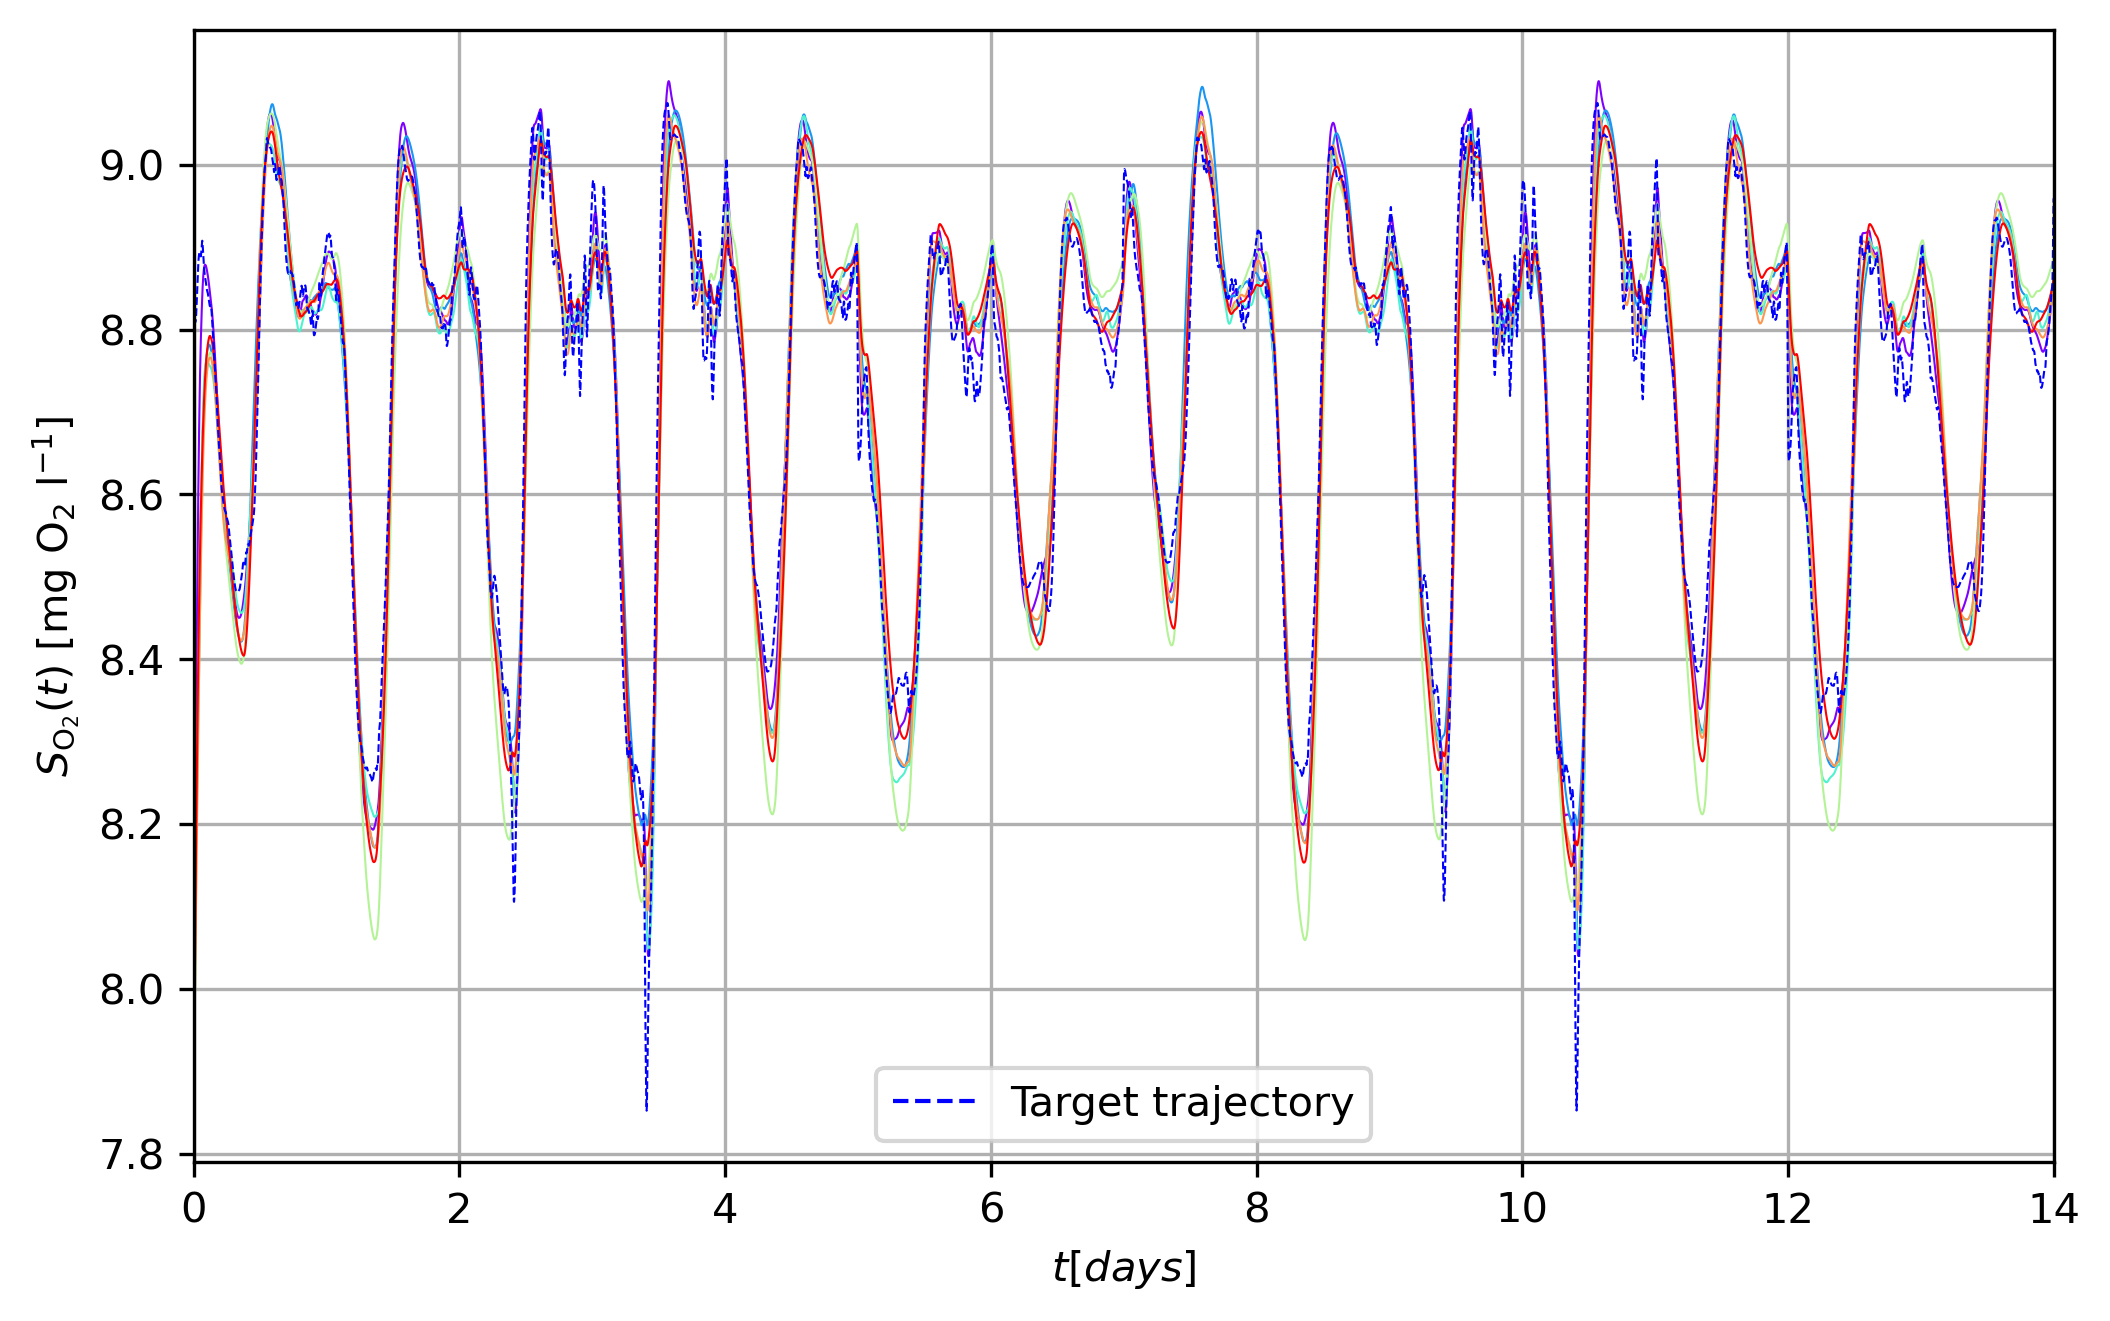 9.0
8.8
8.6
8.4
8.2
8.0
7.8
S_{O_2}(t) [mg O_2 l^{-1}]
Target trajectory
0 2 4 6 8 10 12 14
t[days]